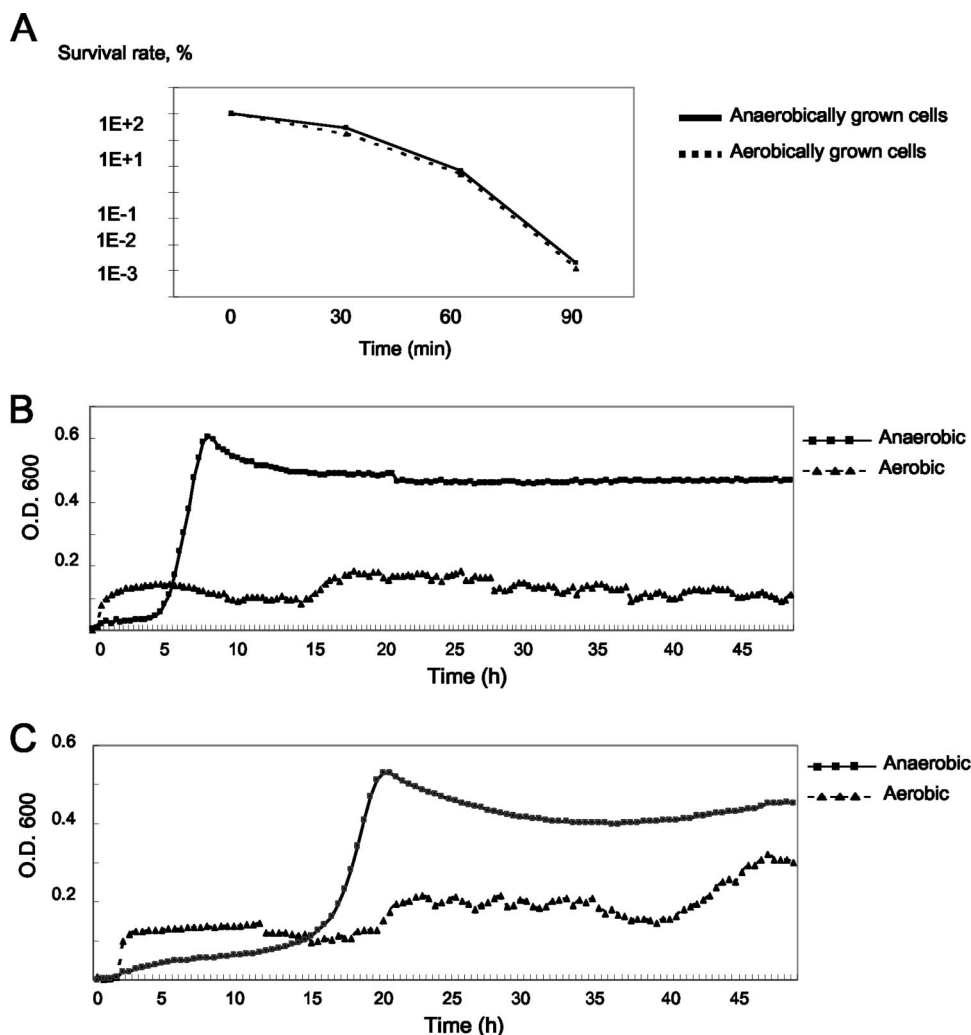 A
Survival rate, %
1E+2
1E+1
1E-1
1E-2
1E-3
0 30 60 90
Time (min)
Anaerobically grown cells
Aerobically grown cells
B
0.6
0.4
0.2
O.D. 600
0 5 10 15 20 25 30 35 40 45
Time (h)
Anaerobic
Aerobic
C
0.6
0.4
0.2
O.D. 600
0 5 10 15 20 25 30 35 40 45
Time (h)
Anaerobic
Aerobic